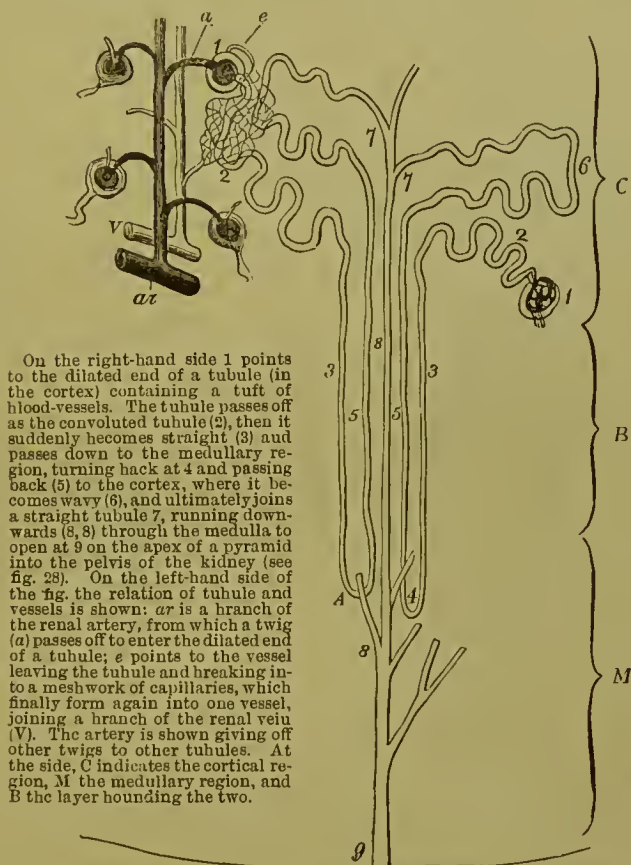 a
e
1
7
7
6
C
2
2
1
V
ar
8
3
3
5
5
B
A
4
8
M
9
On the right-hand side 1 points
to the dilated end of a tubule (in
the cortex) containing a tuft of
blood-vessels. The tubule passes off
as the convoluted tubule (2), then it
suddenly becomes straight (3) aud
passes down to the medullary re-
gion, turning back at 4 and passing
back (5) to the cortex, where it be-
comes wavy (6), and ultimately joins
a straight tubule 7, running down-
wards (8, 8) through the medulla to
open at 9 on the apex of a pyramid
into the pelvis of the kidney (see
fig. 28). On the left-hand side of
the fig. the relation of tubule and
vessels is shown: ar is a branch of
the renal artery, from which a twig
(a) passes off to enter the dilated end
of a tubule; e points to the vessel
leaving the tubule and breaking in-
to a meshwork of capillaries, which
finally form again into one vessel,
joining a branch of the renal veiu
(V). The artery is shown giving off
other twigs to other tubules. At
the side, C indicates the cortical re-
gion, M the medullary region, and
B the layer bounding the two.